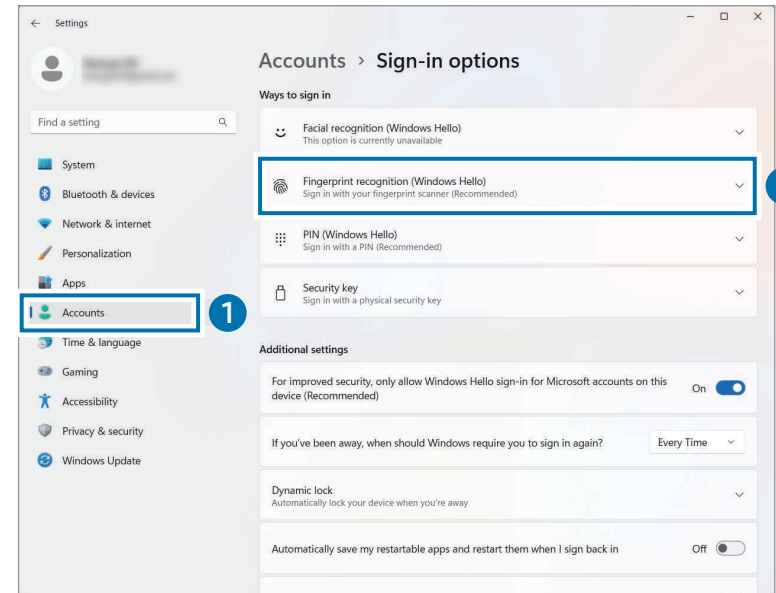 Settings
Accounts > Sign-in options
Ways to sign in
Find a setting
Facial recognition (Windows Hello)
This option is currently unavailable
System
Fingerprint recognition (Windows Hello)
Sign in with your fingerprint scanner (Recommended)
Bluetooth & devices
Network & internet
PIN (Windows Hello)
Sign in with a PIN (Recommended)
Personalization
Apps
Security key
Sign in with a physical security key
Accounts
1
Time & language
Additional settings
Gaming
For improved security, only allow Windows Hello sign-in for Microsoft accounts on this
device (Recommended)
On
Accessibility
Privacy & security
If you've been away, when should Windows require you to sign in again?
Every Time
Windows Update
Dynamic lock
Automatically lock your device when you're away
Automatically save my restartable apps and restart them when I sign back in
Off